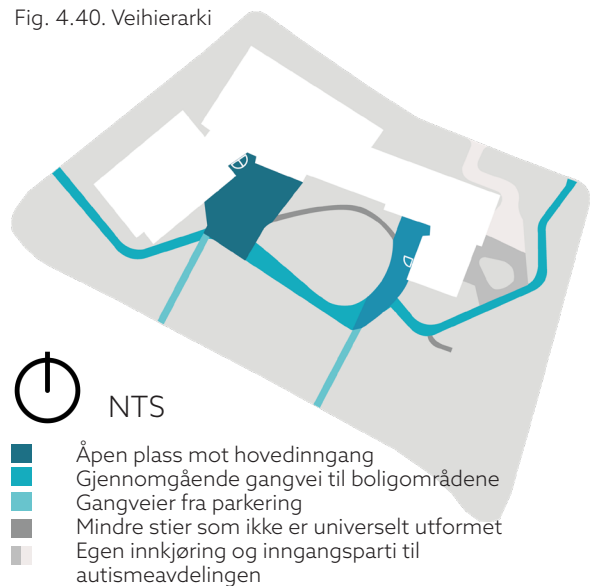 Fig. 4.40. Veihierarki
NTS
Åpen plass mot hovedinngang
Gjennomgående gangvei til boligområdene
Gangveier fra parkering
Mindre stier som ikke er universelt utformet
Egen innkjøring og inngangsparti til
autismeavdelingen